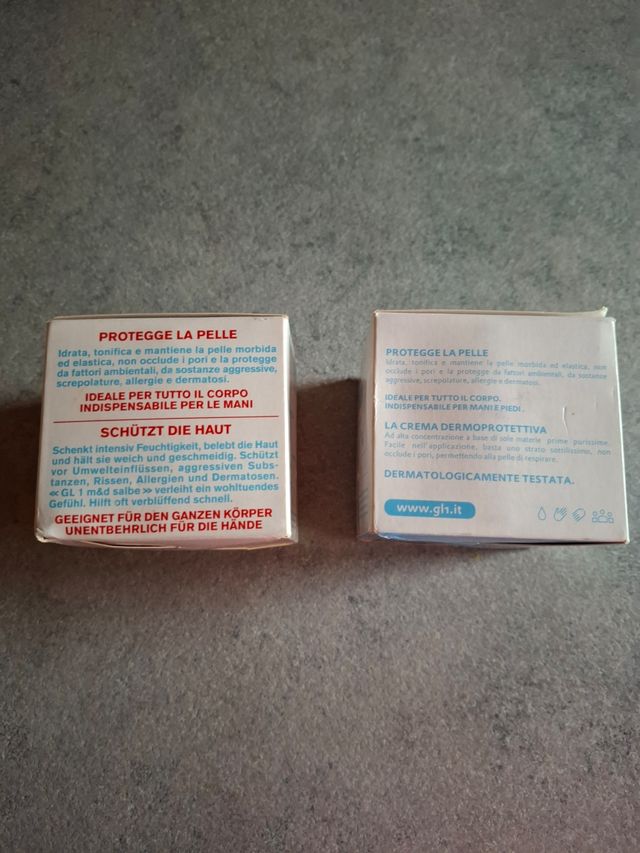 PROTEGGE LA PELLE
Idrata, tonifica e mantiene la pelle morbida
ed elastica, non occlude i pori e la protegge
da fattori ambientali, da sostanze aggressive,
screpolature, allergie e dermatosi.
IDEALE PER TUTTO IL CORPO
INDISPENSABILE PER LE MANI
SCHÜTZT DIE HAUT
Schenkt intensiv Feuchtigkeit, belebt die Haut
und hält sie weich und geschmeidig. Schützt
vor Umwelteinflüssen, aggressiven Subs-
tanzen, Rissen, Allergien und Dermatosen.
« GL 1 m&d salbe » verleiht ein wohltuendes
Gefühl. Hilft oft verblüffend schnell.
GEEIGNET FÜR DEN GANZEN KÖRPER
UNENTBEHRLICH FÜR DIE HÄNDE
PROTEGGE LA PELLE
Idrata, tonifica e mantiene la pelle morbida ed elastica, non
occlude i pori e la protegge da fattori ambientali, da sostanze
aggressive, screpolature, allergie e dermatosi.
IDEALE PER TUTTO IL CORPO.
INDISPENSABILE PER MANI E PIEDI.
LA CREMA DERMOPROTETTIVA
Ad alta concentrazione a base di sole materie prime purissime.
Facile nell'applicazione, basta uno strato sottilissimo, non
occlude i pori, permettendo alla pelle di respirare.
DERMATOLOGICAMENTE TESTATA.
www.gl1.it